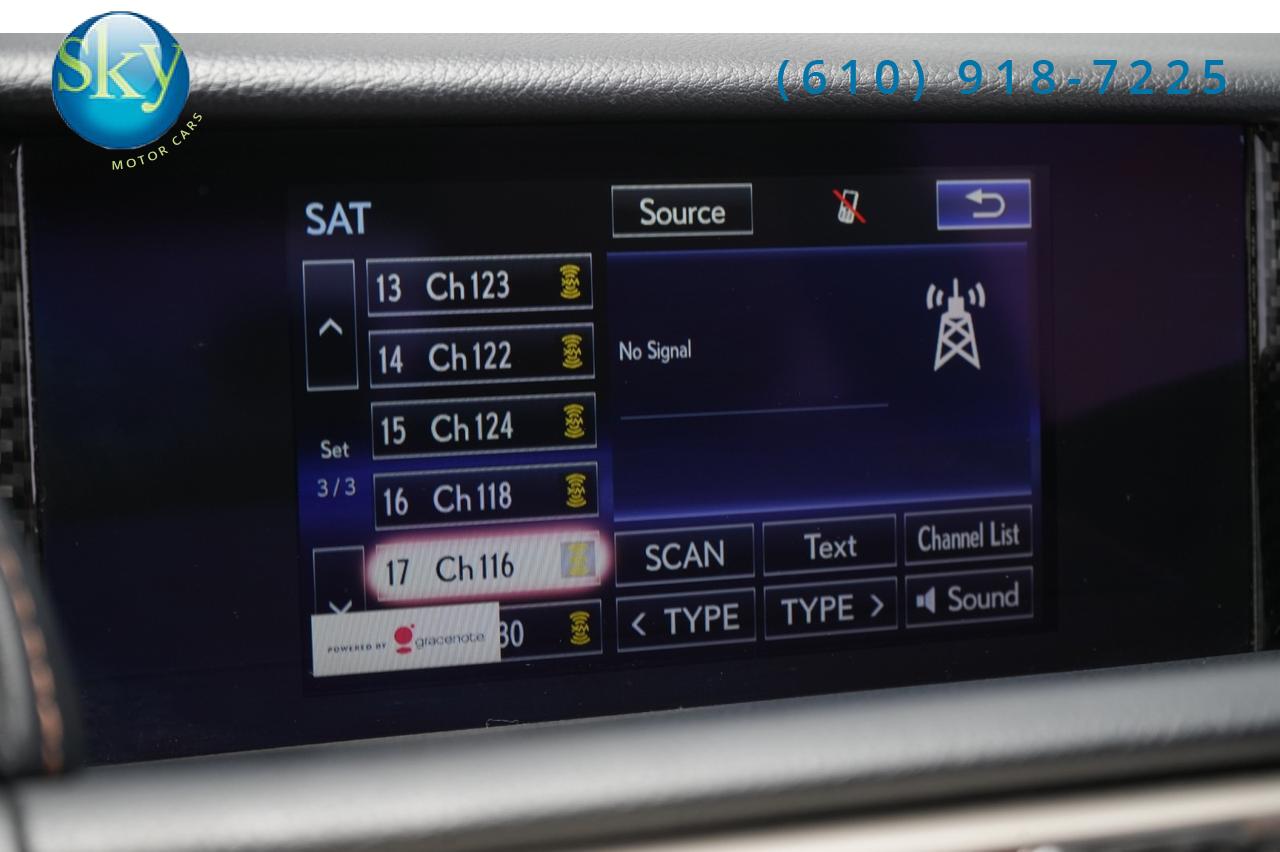 Sky
MOTOR CARS
(610) 918-7225
SAT
Source
13 Ch123
14 Ch122
15 Ch124
16 Ch118
17 Ch116
80
Set
3/3
No Signal
SCAN
Text
Channel List
< TYPE
TYPE >
Sound
POWERED BY gracenote